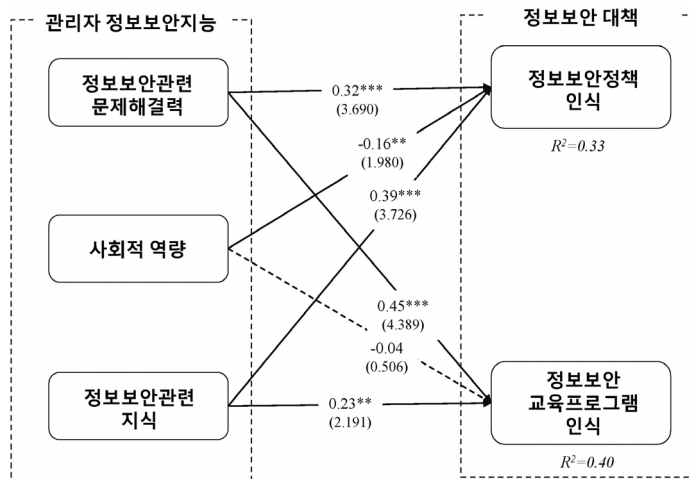 관리자 정보보안지능
정보보안 대책
정보보안관련
문제해결력
0.32***
(3.690)
정보보안정책
인식
R²=0.33
-0.16**
(1.980)
0.39***
(3.726)
사회적 역량
0.45***
(4.389)
-0.04
(0.506)
정보보안관련
지식
0.23**
(2.191)
정보보안
교육프로그램
인식
R²=0.40